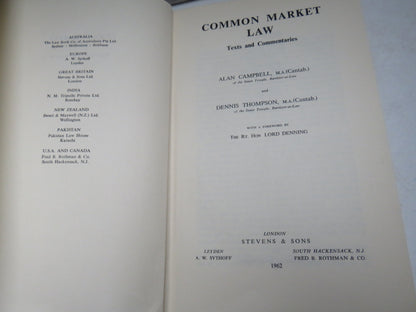 AUSTRALIA
The Law Book Co. of Australasia Pty Ltd.
Sydney : Melbourne : Brisbane
EUROPE
A. W. Sythoff
Leiden
GREAT BRITAIN
Stevens & Sons Ltd
London
INDIA
N. M. Tripathi Private Ltd.
Bombay
NEW ZEALAND
Sweet & Maxwell (N.Z.) Ltd.
Wellington
PAKISTAN
Pakistan Law House
Karachi
U.S.A. AND CANADA
Fred B. Rothman & Co.
South Hackensack, N.J.
COMMON MARKET
LAW
Texts and Commentaries
ALAN CAMPBELL, M.A.(Cantab.)
of the Inner Temple, Barrister-at-Law
and
DENNIS THOMPSON, M.A.(Cantab.)
of the Inner Temple, Barrister-at-Law
WITH A FOREWORD BY
THE RT. HON. LORD DENNING
LONDON
STEVENS & SONS
LEYDEN
A. W. SYTHOFF
SOUTH HACKENSACK, N.J.
FRED B. ROTHMAN & CO.
1962